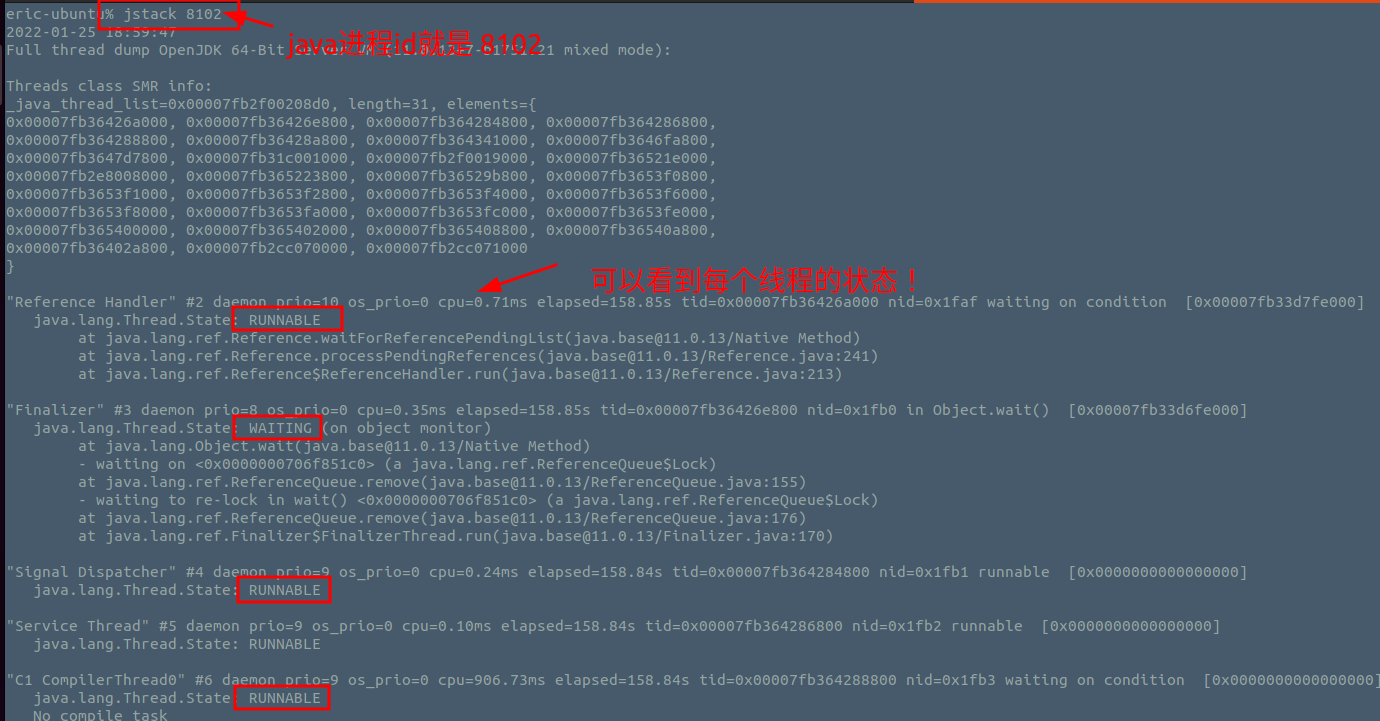 eric-ubuntu% jstack 8102
2022-01-25 18:59:47
java进程id就是 8102
Full thread dump OpenJDK 64-Bit mixed mode):
Threads class SMR info:
_java_thread_list=0x00007fb2f00208d0, length=31, elements={
0x00007fb36426a000, 0x00007fb36426e800, 0x00007fb364284800, 0x00007fb364286800,
0x00007fb364288800, 0x00007fb36428a800, 0x00007fb364341000, 0x00007fb3646fa800,
0x00007fb3647d7800, 0x00007fb31c001000, 0x00007fb2f0019000, 0x00007fb36521e000,
0x00007fb2e8008000, 0x00007fb365223800, 0x00007fb36529b800, 0x00007fb3653f0800,
0x00007fb3653f1000, 0x00007fb3653f2800, 0x00007fb3653f4000, 0x00007fb3653f6000,
0x00007fb3653f8000, 0x00007fb3653fa000, 0x00007fb3653fc000, 0x00007fb3653fe000,
0x00007fb365400000, 0x00007fb365402000, 0x00007fb365408800, 0x00007fb36540a800,
0x00007fb36402a800, 0x00007fb2cc070000, 0x00007fb2cc071000
}
可以看到每个线程的状态！
"Reference Handler" #2 daemon prio=10 os_prio=0 cpu=0.71ms elapsed=158.85s tid=0x00007fb36426a000 nid=0x1faf waiting on condition  [0x00007fb33d7fe000]
java.lang.Thread.State: RUNNABLE
at java.lang.ref.Reference.waitForReferencePendingList(java.base@11.0.13/Native Method)
at java.lang.ref.Reference.processPendingReferences(java.base@11.0.13/Reference.java:241)
at java.lang.ref.Reference$ReferenceHandler.run(java.base@11.0.13/Reference.java:213)
"Finalizer" #3 daemon prio=8 os_prio=0 cpu=0.35ms elapsed=158.85s tid=0x00007fb36426e800 nid=0x1fb0 in Object.wait()  [0x00007fb33d6fe000]
java.lang.Thread.State: WAITING (on object monitor)
at java.lang.Object.wait(java.base@11.0.13/Native Method)
- waiting on <0x0000000706f851c0> (a java.lang.ref.ReferenceQueue$Lock)
at java.lang.ref.ReferenceQueue.remove(java.base@11.0.13/ReferenceQueue.java:155)
- waiting to re-lock in wait() <0x0000000706f851c0> (a java.lang.ref.ReferenceQueue$Lock)
at java.lang.ref.ReferenceQueue.remove(java.base@11.0.13/ReferenceQueue.java:176)
at java.lang.ref.Finalizer$FinalizerThread.run(java.base@11.0.13/Finalizer.java:170)
"Signal Dispatcher" #4 daemon prio=9 os_prio=0 cpu=0.24ms elapsed=158.84s tid=0x00007fb364284800 nid=0x1fb1 runnable  [0x0000000000000000]
java.lang.Thread.State: RUNNABLE
"Service Thread" #5 daemon prio=9 os_prio=0 cpu=0.10ms elapsed=158.84s tid=0x00007fb364286800 nid=0x1fb2 runnable  [0x0000000000000000]
java.lang.Thread.State: RUNNABLE
"C1 CompilerThread0" #6 daemon prio=9 os_prio=0 cpu=906.73ms elapsed=158.84s tid=0x00007fb364288800 nid=0x1fb3 waiting on condition  [0x0000000000000000]
java.lang.Thread.State: RUNNABLE
No compile task